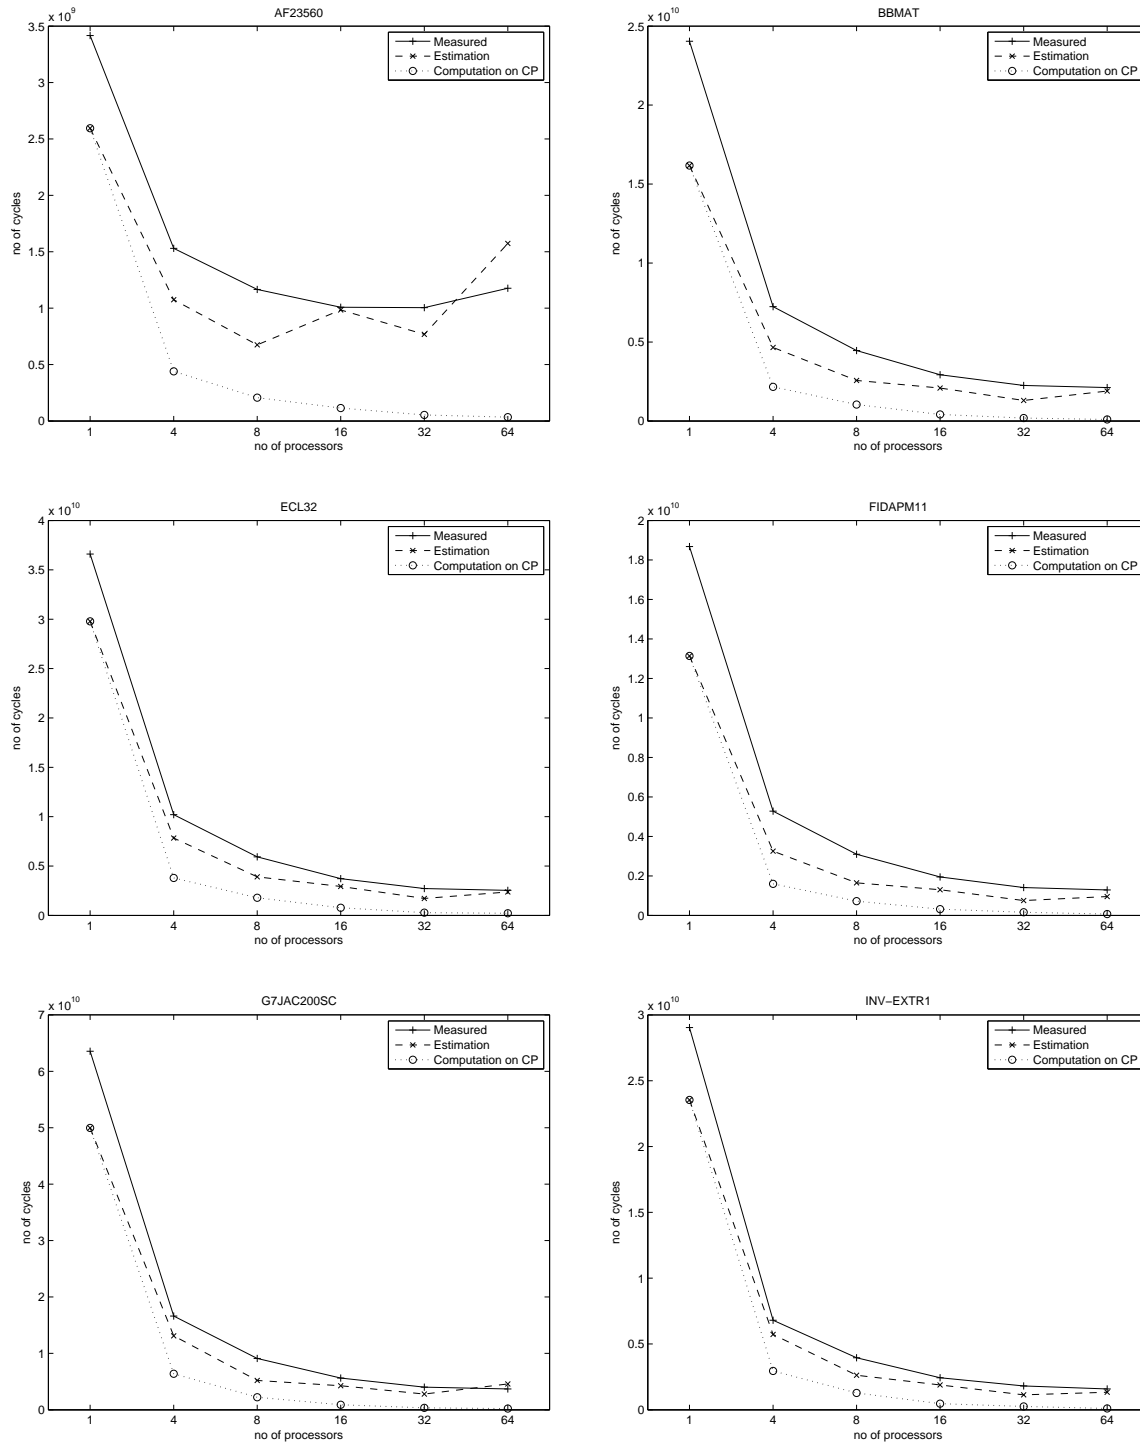 AF23560
x 10^9
3.5
3
2.5
2
1.5
1
0.5
0
no of cycles
1 4 8 16 32 64
no of processors
Measured
Estimation
Computation on CP
BBMAT
x 10^10
2.5
2
1.5
1
0.5
0
no of cycles
1 4 8 16 32 64
no of processors
Measured
Estimation
Computation on CP
ECL32
x 10^10
4
3.5
3
2.5
2
1.5
1
0.5
0
no of cycles
1 4 8 16 32 64
no of processors
Measured
Estimation
Computation on CP
FIDAPM11
x 10^10
2
1.8
1.6
1.4
1.2
1
0.8
0.6
0.4
0.2
0
no of cycles
1 4 8 16 32 64
no of processors
Measured
Estimation
Computation on CP
G7JAC200SC
x 10^10
7
6
5
4
3
2
1
0
no of cycles
1 4 8 16 32 64
no of processors
Measured
Estimation
Computation on CP
INV−EXTR1
x 10^10
3
2.5
2
1.5
1
0.5
0
no of cycles
1 4 8 16 32 64
no of processors
Measured
Estimation
Computation on CP